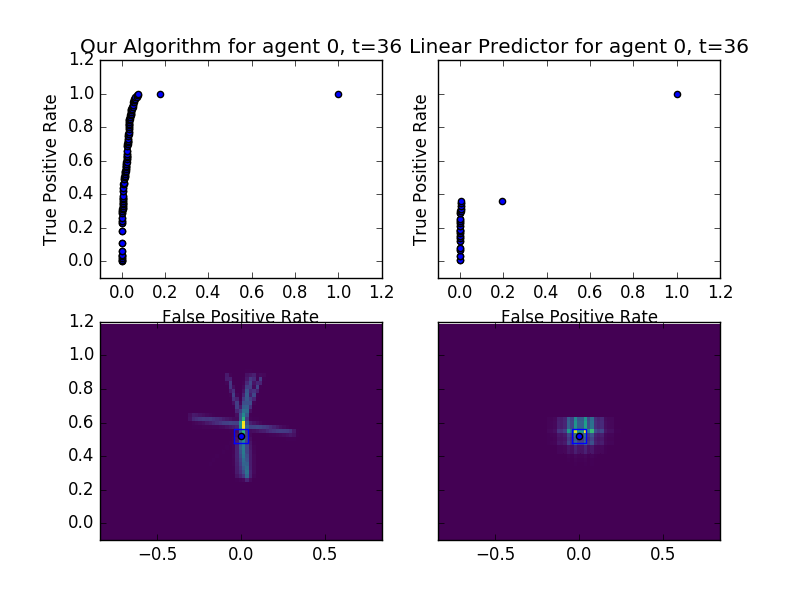 Our Algorithm for agent 0, t=36
Linear Predictor for agent 0, t=36
True Positive Rate
1.2
1.0
0.8
0.6
0.4
0.2
0.0
0.0 0.2 0.4 0.6 0.8 1.0 1.2
False Positive Rate
True Positive Rate
0.0 0.2 0.4 0.6 0.8 1.0 1.2
False Positive Rate
1.2
1.0
0.8
0.6
0.4
0.2
0.0
−0.5 0.0 0.5
−0.5 0.0 0.5